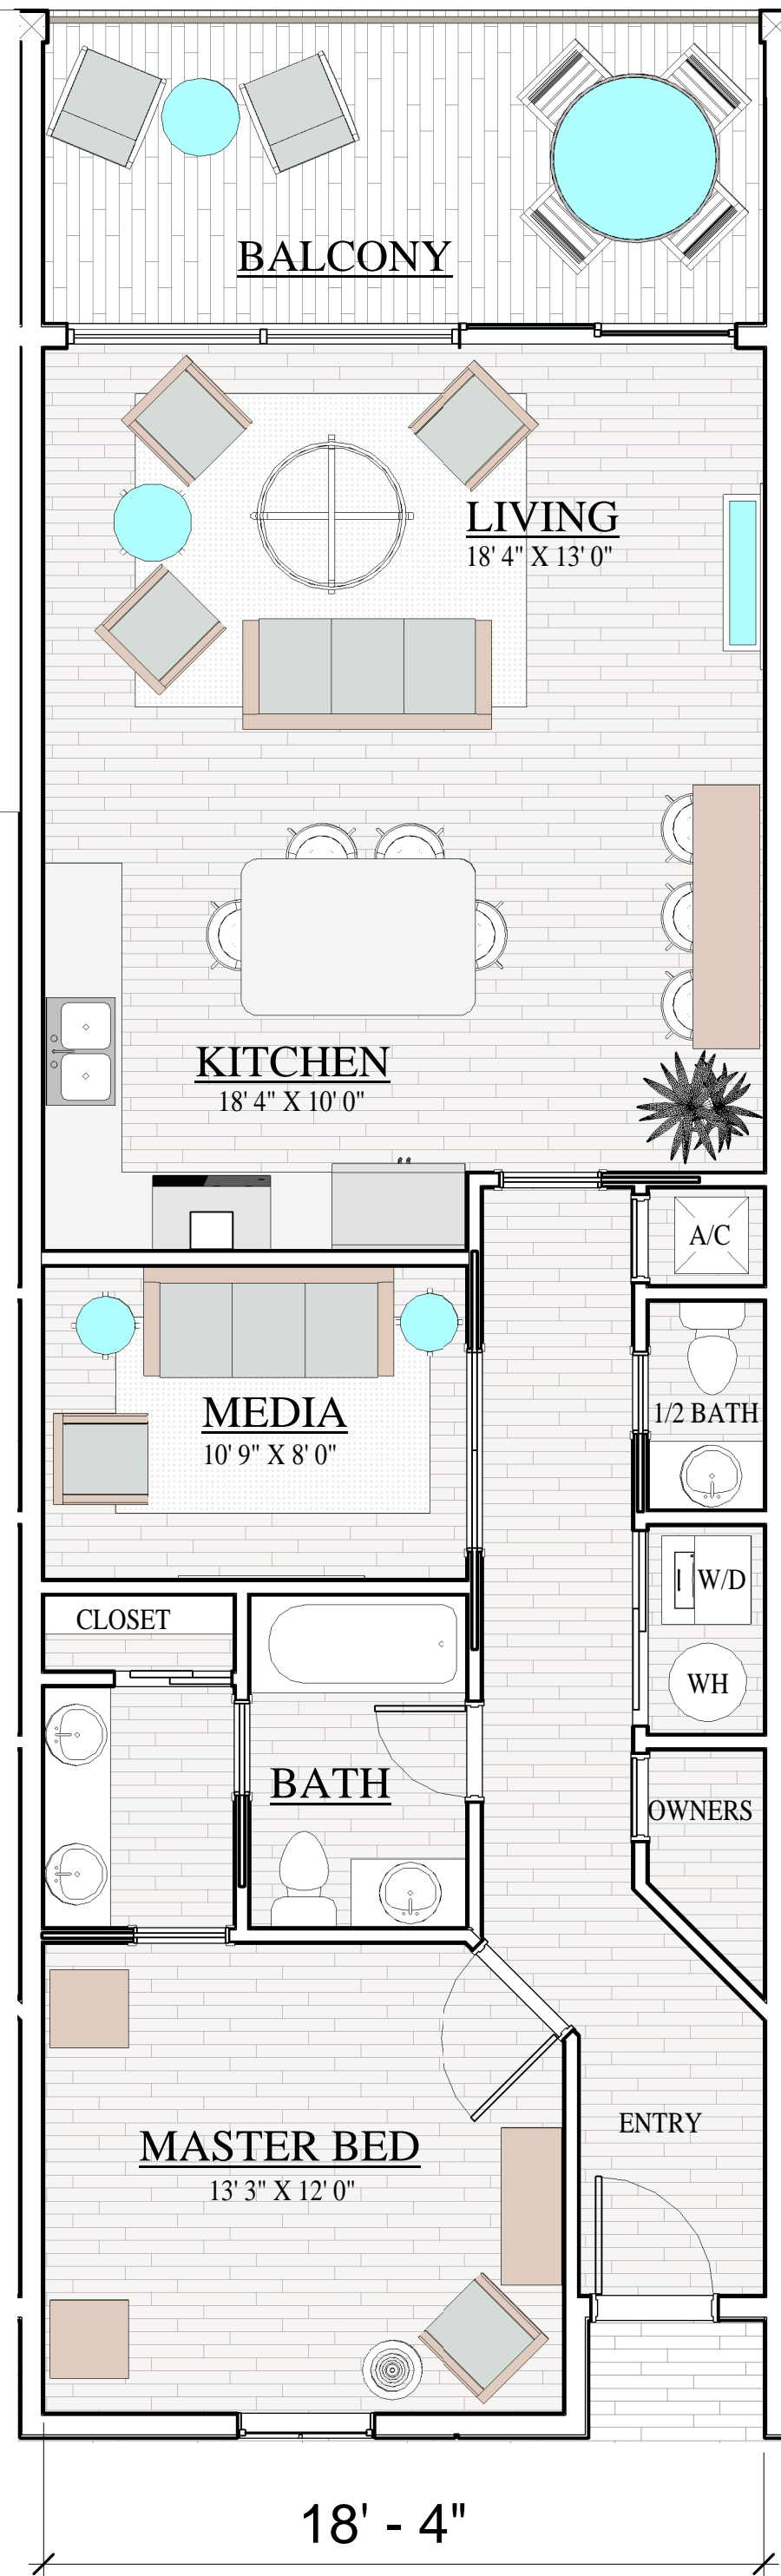 BALCONY
LIVING
18' 4" X 13' 0"
KITCHEN
18' 4" X 10' 0"
A/C
1/2 BATH
MEDIA
10' 9" X 8' 0"
W/D
CLOSET
WH
BATH
OWNERS
ENTRY
MASTER BED
13' 3" X 12' 0"
18' - 4"